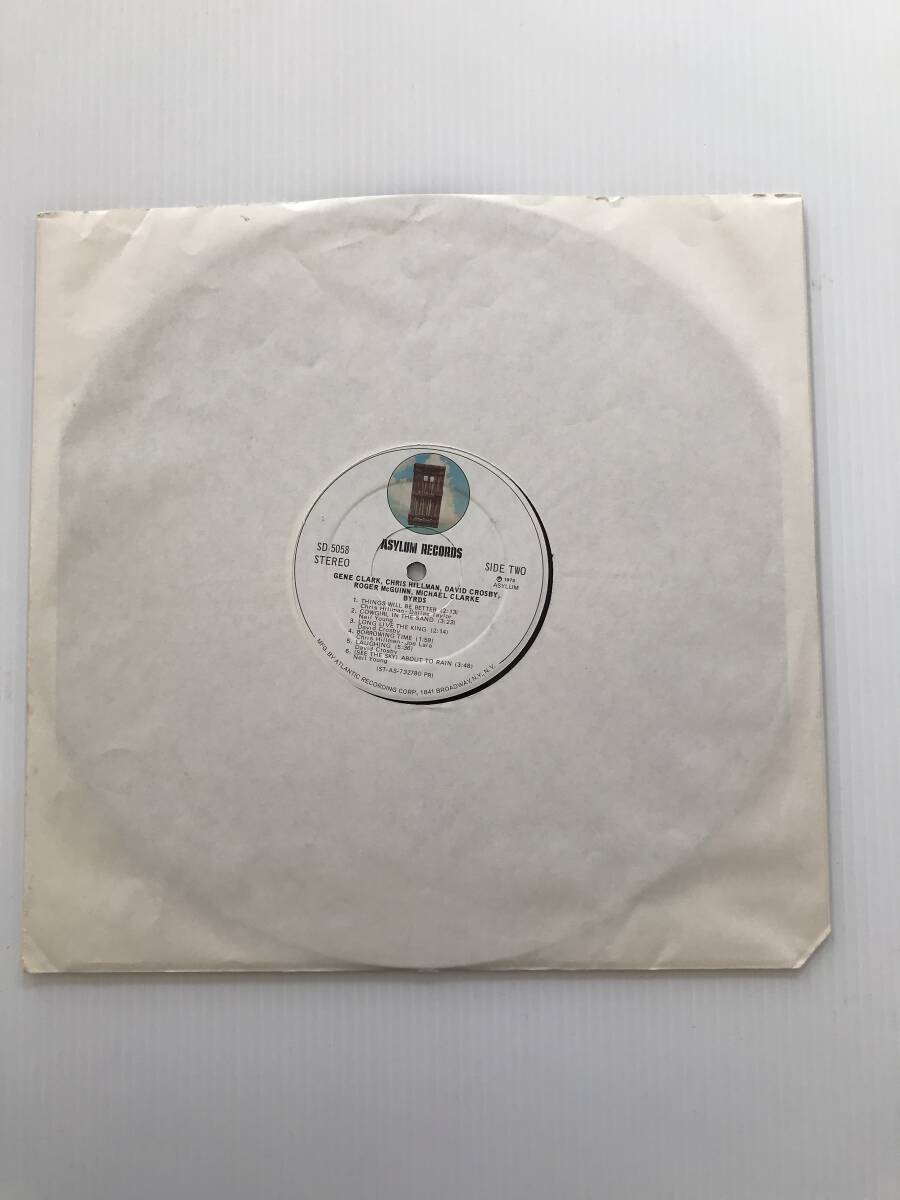 ASYLUM RECORDS
SD 5058
STEREO
SIDE TWO
℗ 1973
ASYLUM
GENE CLARK, CHRIS HILLMAN, DAVID CROSBY,
ROGER McGUINN, MICHAEL CLARKE
BYRDS
1. THINGS WILL BE BETTER (2:13)
Chris Hillman-Dallas Taylor
2. COWGIRL IN THE SAND (3:23)
Neil Young
3. LONG LIVE THE KING (2:14)
David Crosby
4. BORROWING TIME (1:59)
Chris Hillman-Joe Lala
5. LAUGHING (5:36)
David Crosby
6. (SEE THE SKY) ABOUT TO RAIN (3:48)
Neil Young
(ST-AS-732780 PR)
MFG. BY ATLANTIC RECORDING CORP., 1841 BROADWAY, N.Y., N.Y.